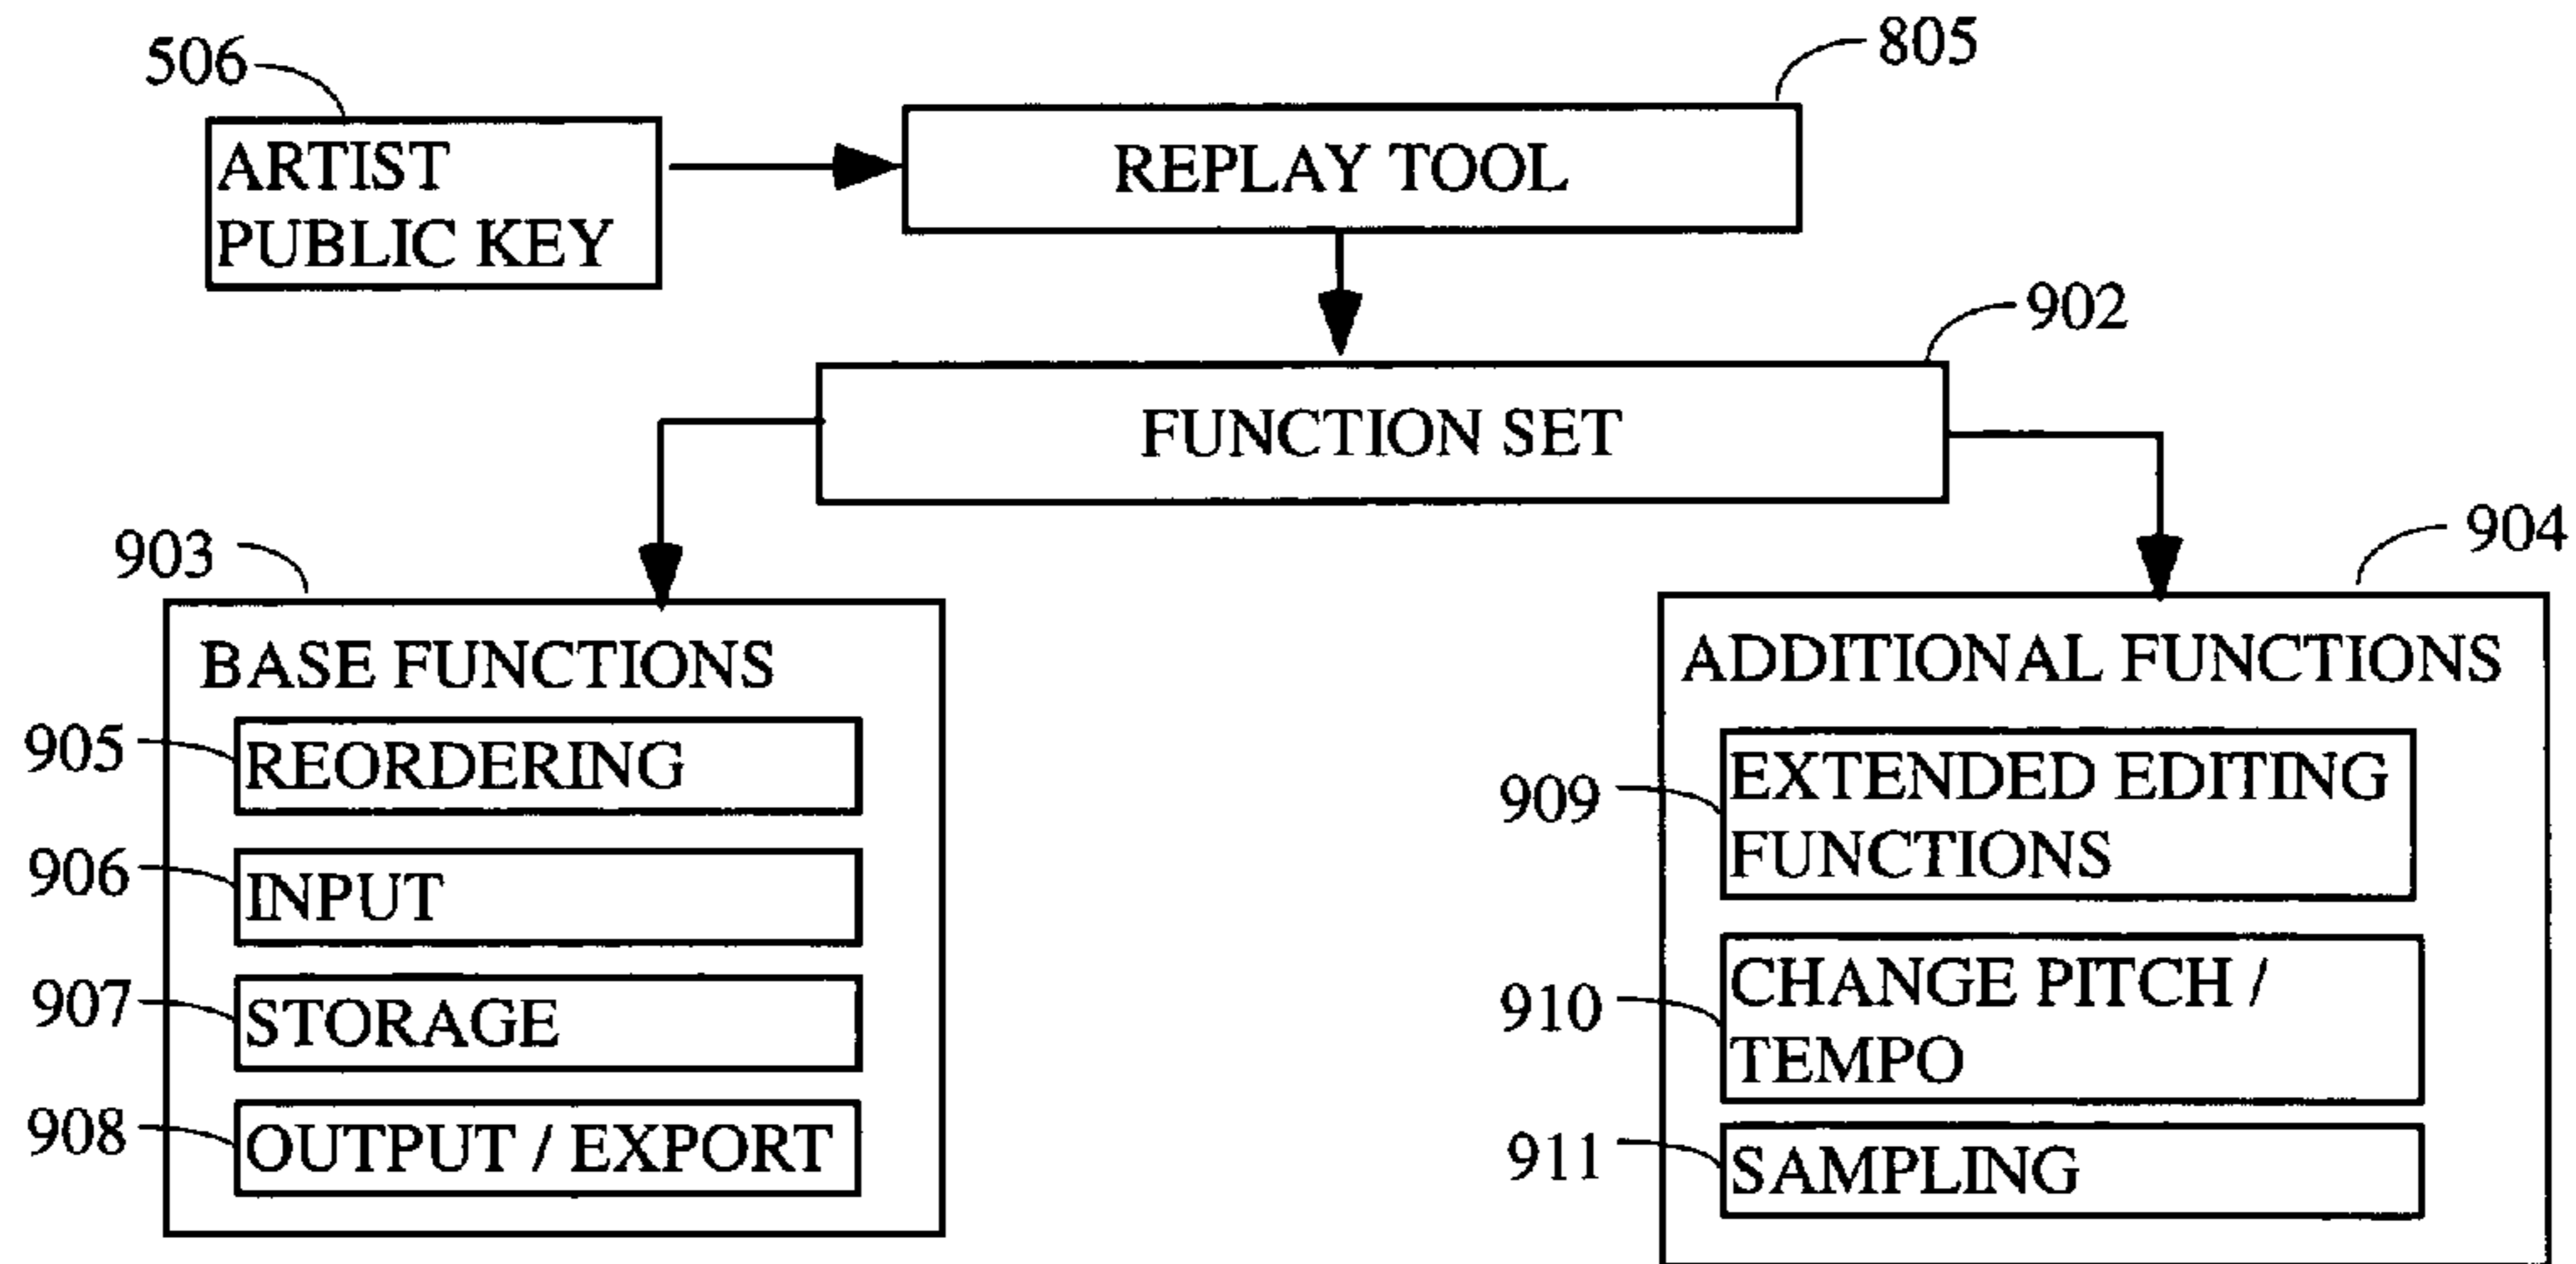 506
805
ARTIST
PUBLIC KEY
REPLAY TOOL
902
FUNCTION SET
903
904
BASE FUNCTIONS
905
REORDERING
906
INPUT
907
STORAGE
908
OUTPUT / EXPORT
ADDITIONAL FUNCTIONS
909
EXTENDED EDITING
FUNCTIONS
910
CHANGE PITCH /
TEMPO
911
SAMPLING